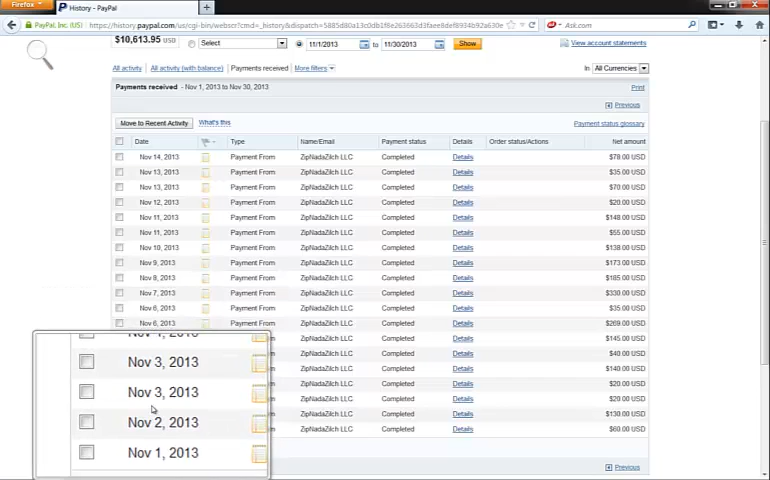 Firefox
History - PayPal
PayPal, Inc. (US) https://history.paypal.com/us/cgi-bin/webscr?cmd=_history&dispatch=5885d80a13c0db1f8e263663d3faee8def8934b92a630e Ask.com
$10,613.95 USD Select 11/1/2013 to 11/30/2013 Show View account statements
All activity All activity (with balance) Payments received More filters In All Currencies
Payments received - Nov 1, 2013 to Nov 30, 2013 Print
Previous
Move to Recent Activity What's this Payment status glossary
Date Type Name/Email Payment status Details Order status/Actions Net amount
Nov 14, 2013 Payment From ZipNadaZilch LLC Completed Details $78.00 USD
Nov 13, 2013 Payment From ZipNadaZilch LLC Completed Details $35.00 USD
Nov 13, 2013 Payment From ZipNadaZilch LLC Completed Details $70.00 USD
Nov 12, 2013 Payment From ZipNadaZilch LLC Completed Details $20.00 USD
Nov 11, 2013 Payment From ZipNadaZilch LLC Completed Details $148.00 USD
Nov 11, 2013 Payment From ZipNadaZilch LLC Completed Details $55.00 USD
Nov 10, 2013 Payment From ZipNadaZilch LLC Completed Details $138.00 USD
Nov 9, 2013 Payment From ZipNadaZilch LLC Completed Details $173.00 USD
Nov 8, 2013 Payment From ZipNadaZilch LLC Completed Details $185.00 USD
Nov 7, 2013 Payment From ZipNadaZilch LLC Completed Details $330.00 USD
Nov 8, 2013 Payment From ZipNadaZilch LLC Completed Details $35.00 USD
Nov 6, 2013 Payment From ZipNadaZilch LLC Completed Details $269.00 USD
ZipNadaZilch LLC Completed Details $145.00 USD
ZipNadaZilch LLC Completed Details $40.00 USD
ZipNadaZilch LLC Completed Details $140.00 USD
ZipNadaZilch LLC Completed Details $20.00 USD
ZipNadaZilch LLC Completed Details $20.00 USD
ZipNadaZilch LLC Completed Details $130.00 USD
ZipNadaZilch LLC Completed Details $60.00 USD
Nov 3, 2013
Nov 3, 2013
Nov 2, 2013
Nov 1, 2013
Previous